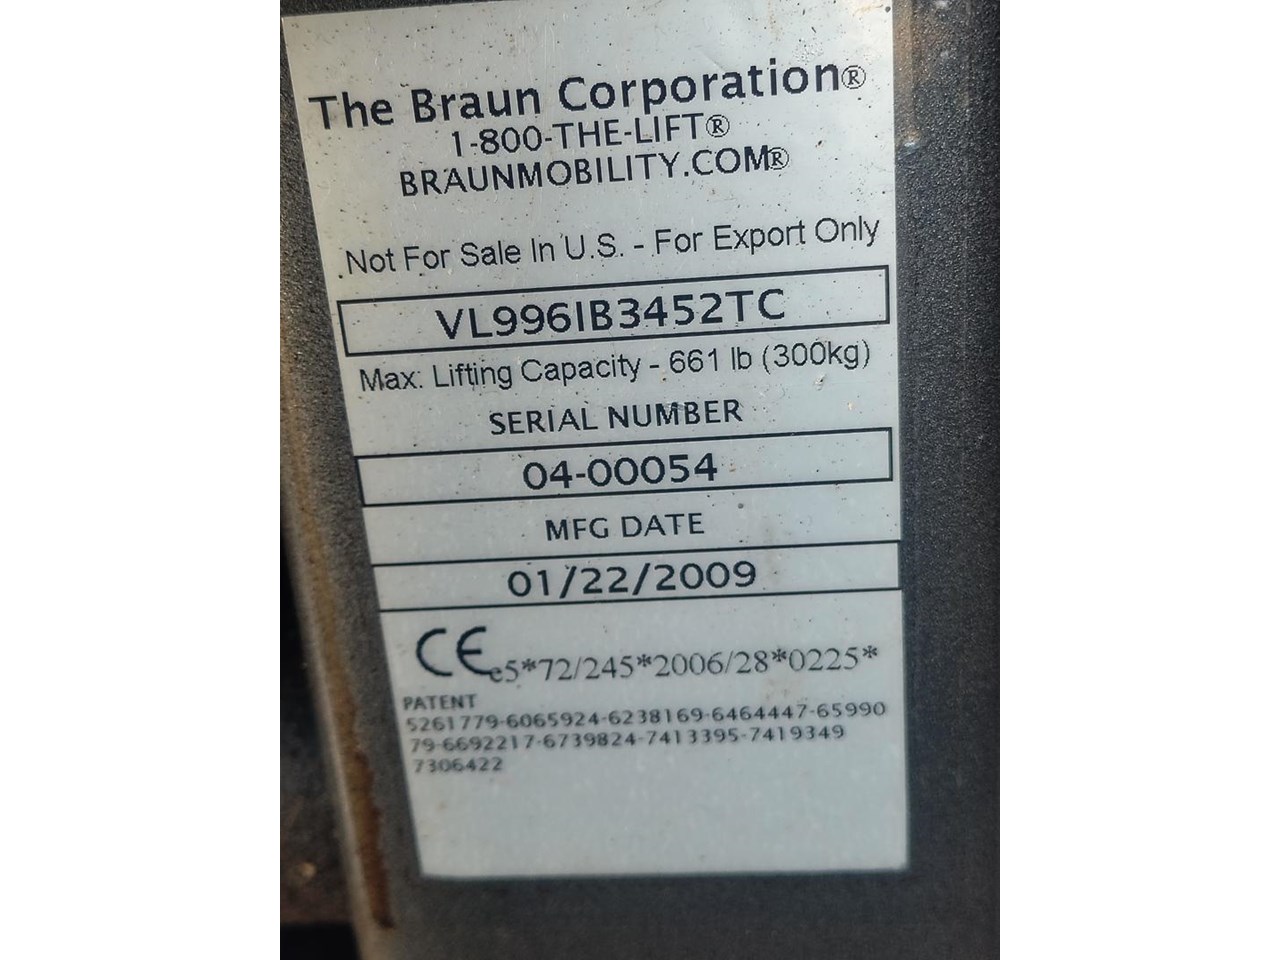 The Braun Corporation®
1-800-THE-LIFT®
BRAUNMOBILITY.COM®
Not For Sale In U.S. - For Export Only
VL996IB3452TC
Max: Lifting Capacity - 661 lb (300kg)
SERIAL NUMBER
04-00054
MFG DATE
01/22/2009
CE e5*72/245*2006/28*0225*
PATENT
5261779-6065924-6238169-6464447-65990
79-6692217-6739824-7413395-7419349
7306422